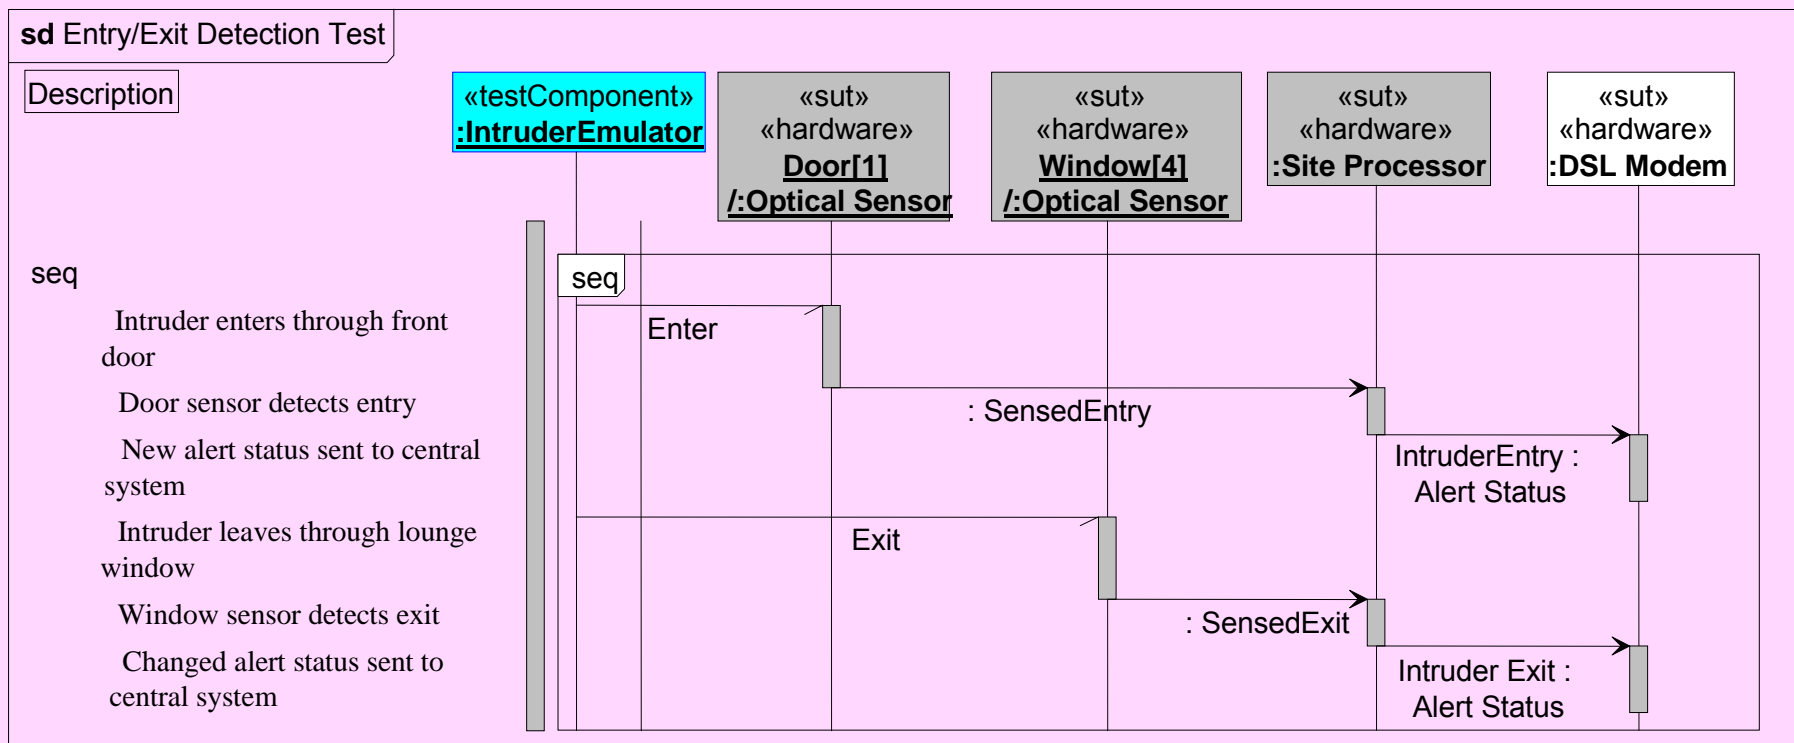 sd Entry/Exit Detection Test
Description
«testComponent»
:IntruderEmulator
«sut»
«hardware»
Door[1]
/:Optical Sensor
«sut»
«hardware»
Window[4]
/:Optical Sensor
«sut»
«hardware»
:Site Processor
«sut»
«hardware»
:DSL Modem
seq
seq
Intruder enters through front
door
Enter
Door sensor detects entry
: SensedEntry
New alert status sent to central
system
IntruderEntry :
Alert Status
Intruder leaves through lounge
window
Exit
Window sensor detects exit
: SensedExit
Changed alert status sent to
central system
Intruder Exit :
Alert Status